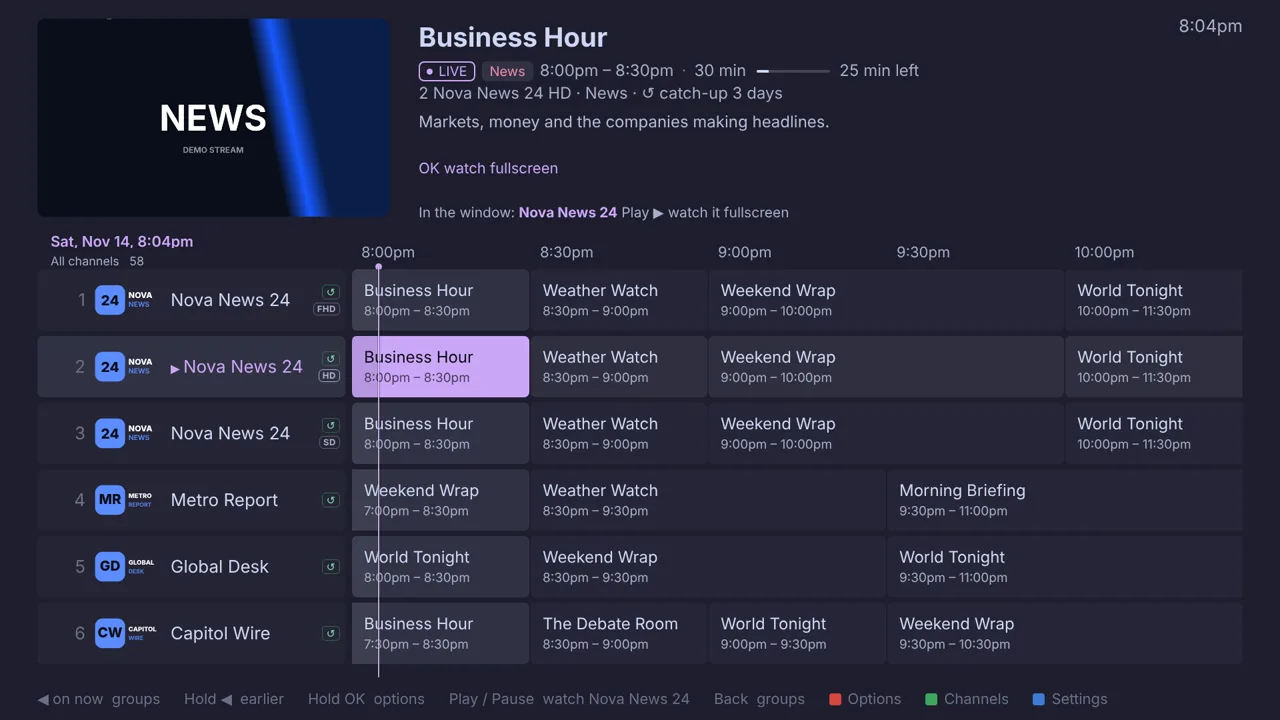 8:04pm
NEWS
DEMO STREAM
Business Hour
● LIVE News 8:00pm – 8:30pm · 30 min 25 min left
2 Nova News 24 HD · News · ↺ catch-up 3 days
Markets, money and the companies making headlines.
OK watch fullscreen
In the window: Nova News 24 Play ▶ watch it fullscreen
Sat, Nov 14, 8:04pm
All channels 58
8:00pm 8:30pm 9:00pm 9:30pm 10:00pm
1 24 NOVA NEWS Nova News 24 ↺ FHD
Business Hour Weather Watch Weekend Wrap World Tonight
8:00pm – 8:30pm 8:30pm – 9:00pm 9:00pm – 10:00pm 10:00pm – 11:30pm
2 24 NOVA NEWS ▶ Nova News 24 ↺ HD
Business Hour Weather Watch Weekend Wrap World Tonight
8:00pm – 8:30pm 8:30pm – 9:00pm 9:00pm – 10:00pm 10:00pm – 11:30pm
3 24 NOVA NEWS Nova News 24 ↺ SD
Business Hour Weather Watch Weekend Wrap World Tonight
8:00pm – 8:30pm 8:30pm – 9:00pm 9:00pm – 10:00pm 10:00pm – 11:30pm
4 MR METRO REPORT Metro Report ↺
Weekend Wrap Weather Watch Morning Briefing
7:00pm – 8:30pm 8:30pm – 9:30pm 9:30pm – 11:00pm
5 GD GLOBAL DESK Global Desk ↺
World Tonight Weekend Wrap World Tonight
8:00pm – 8:30pm 8:30pm – 9:30pm 9:30pm – 11:00pm
6 CW CAPITOL WIRE Capitol Wire ↺
Business Hour The Debate Room World Tonight Weekend Wrap
7:30pm – 8:30pm 8:30pm – 9:00pm 9:00pm – 9:30pm 9:30pm – 10:30pm
◀ on now groups Hold ◀ earlier Hold OK options Play / Pause watch Nova News 24 Back groups Options Channels Settings